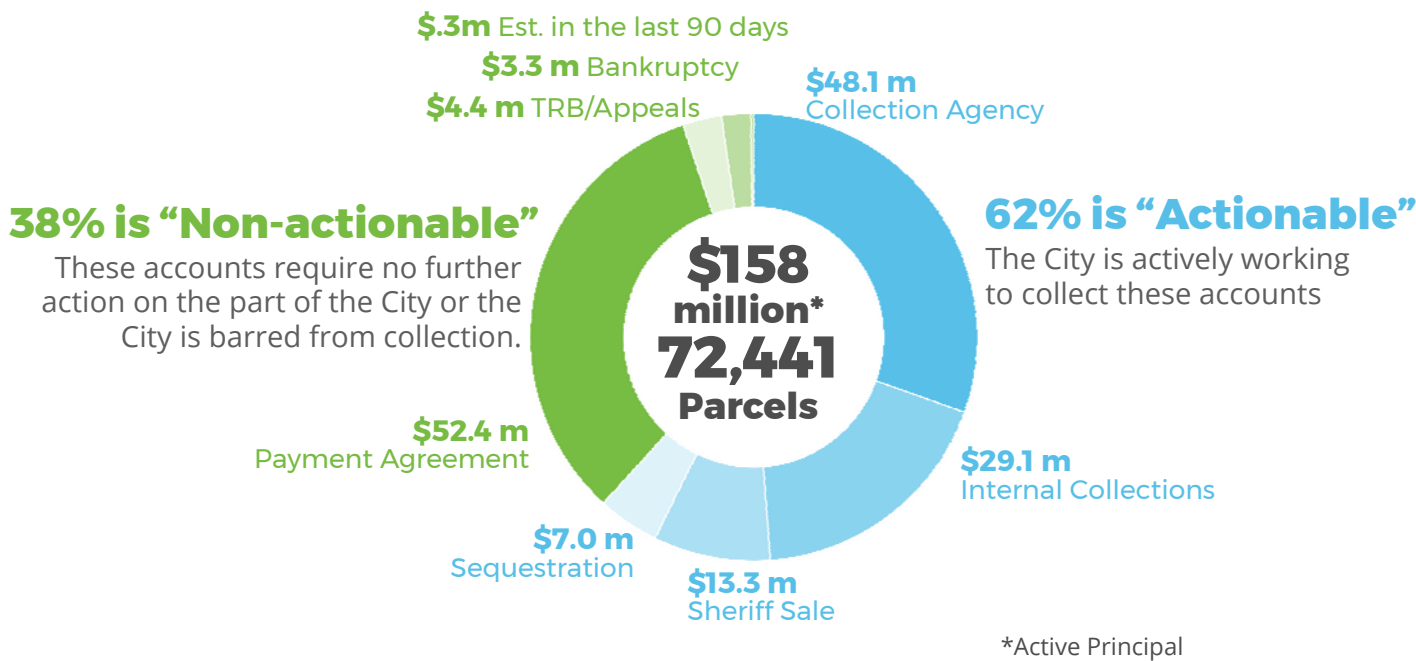 $.3m Est. in the last 90 days
$3.3 m Bankruptcy
$4.4 m TRB/Appeals
$48.1 m
Collection Agency
38% is “Non-actionable”
These accounts require no further
action on the part of the City or the
City is barred from collection.
$158
million*
72,441
Parcels
62% is “Actionable”
The City is actively working
to collect these accounts
$52.4 m
Payment Agreement
$29.1 m
Internal Collections
$7.0 m
Sequestration
$13.3 m
Sheriff Sale
*Active Principal